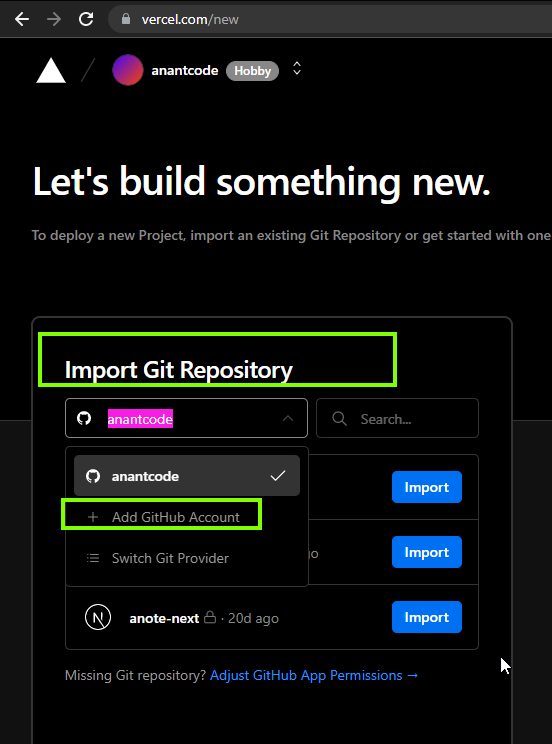 vercel.com/new
anantcode Hobby
Let's build something new.
To deploy a new Project, import an existing Git Repository or get started with one
Import Git Repository
anantcode Search...
anantcode Import
Add GitHub Account
Switch Git Provider go Import
anote-next · 20d ago Import
Missing Git repository? Adjust GitHub App Permissions →